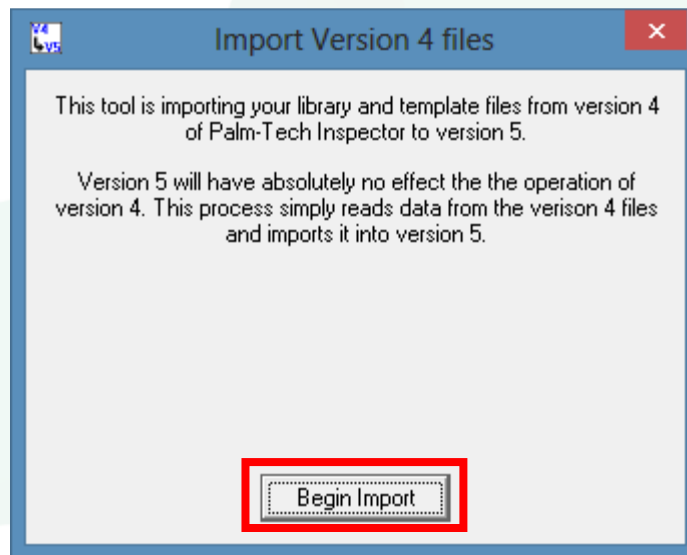 V4
V5
Import Version 4 files
This tool is importing your library and template files from version 4
of Palm-Tech Inspector to version 5.
Version 5 will have absolutely no effect the the operation of
version 4. This process simply reads data from the verison 4 files
and imports it into version 5.
Begin Import